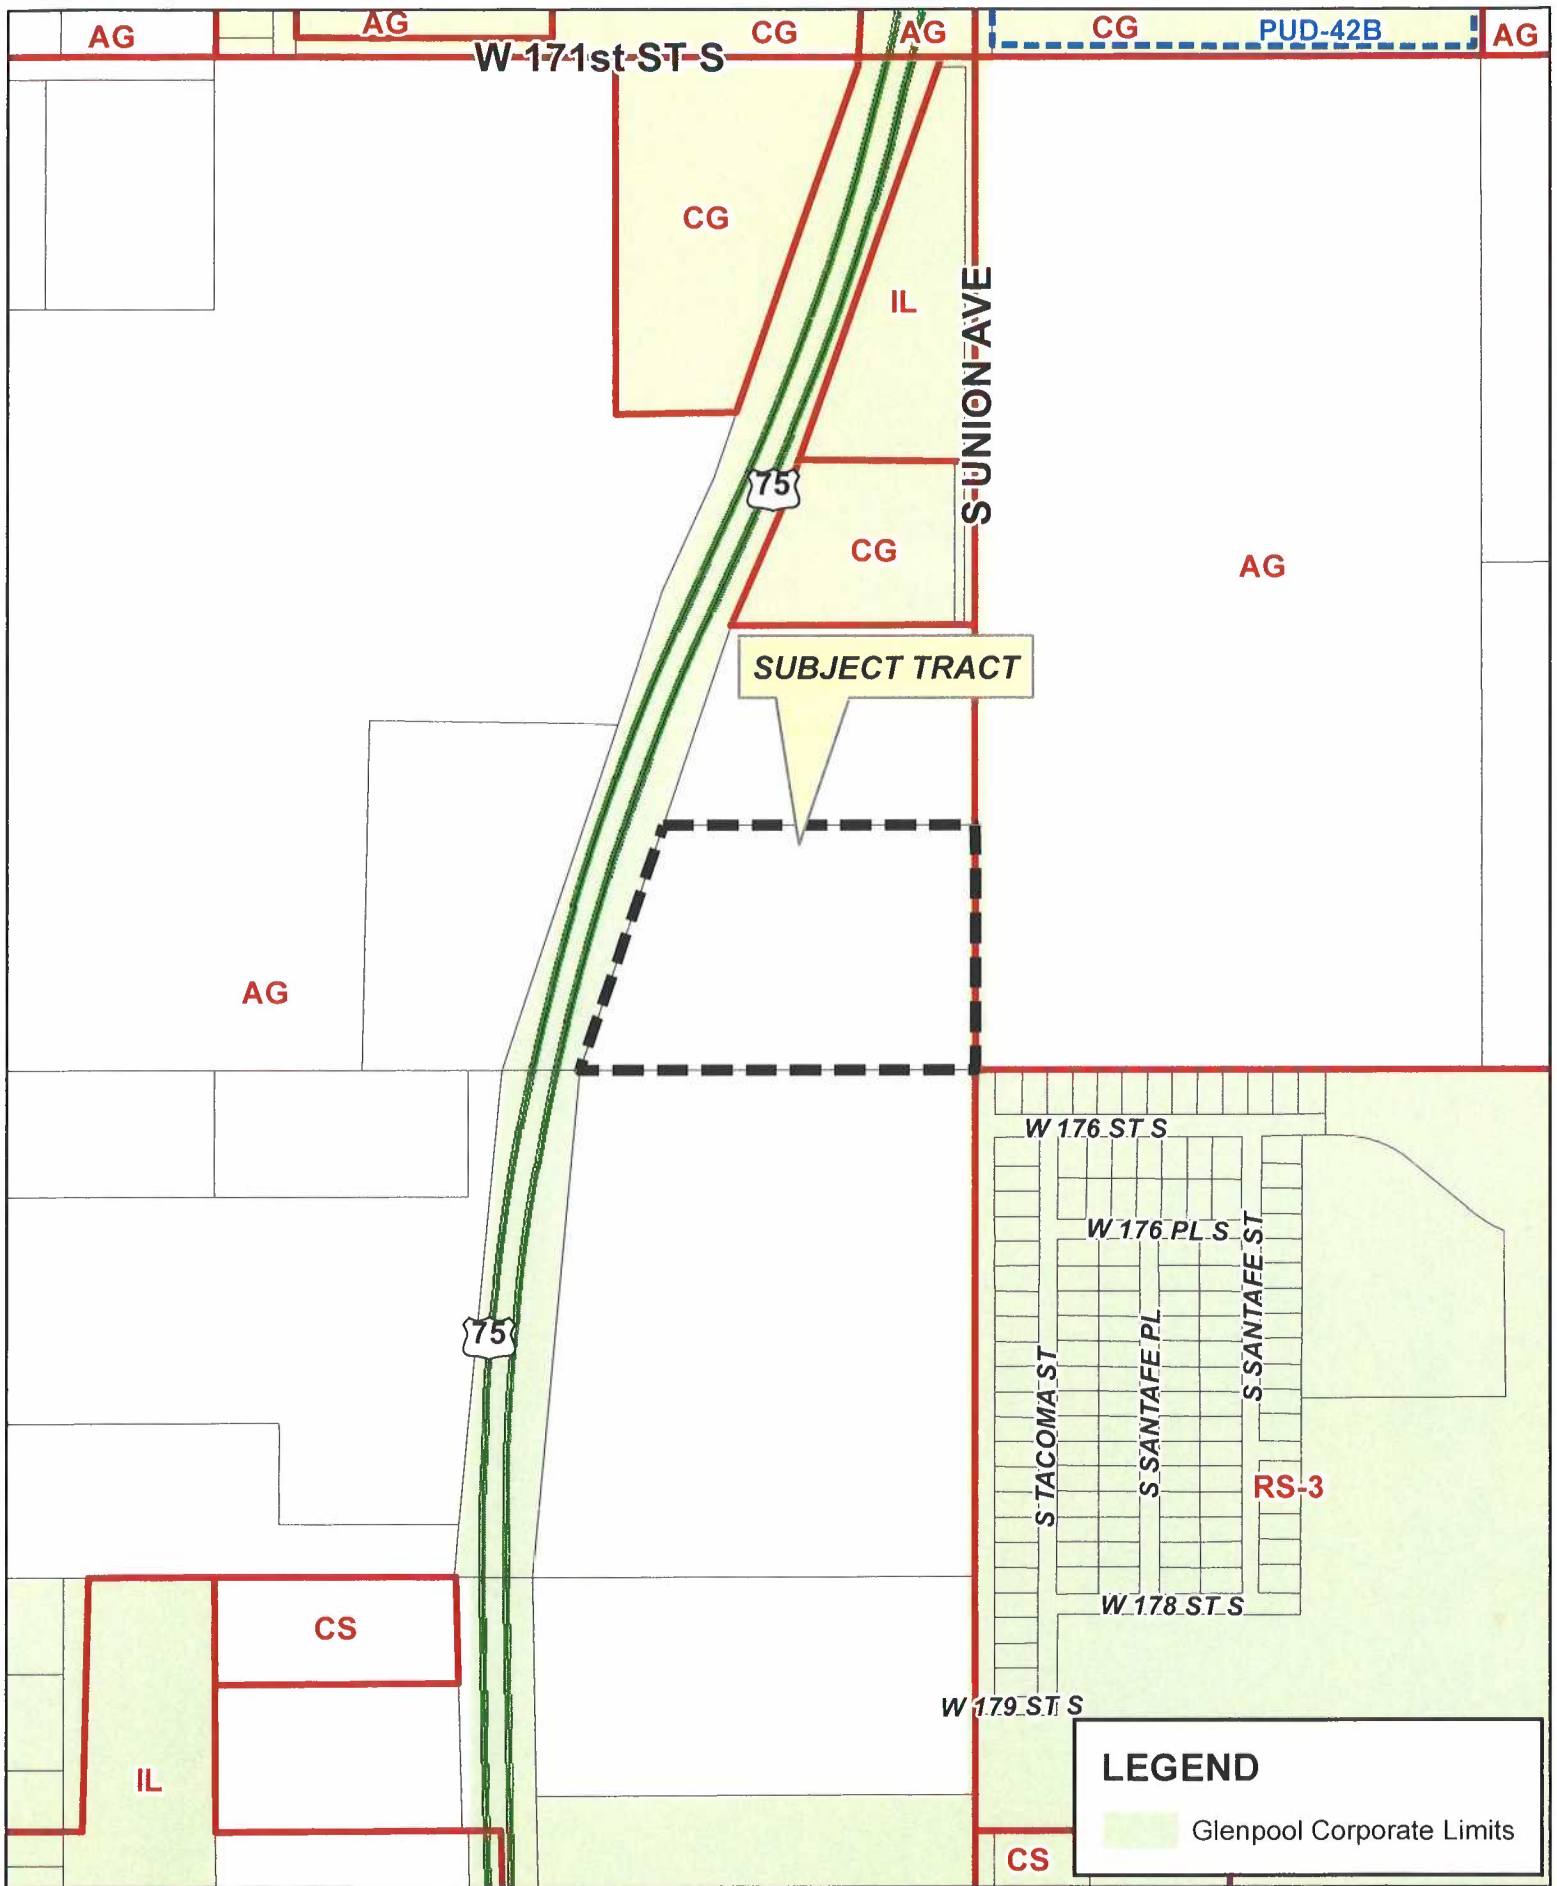 AG
AG
CG
AG
CG
PUD-42B
AG
W 171st ST S
CG
IL
S UNION AVE
75
CG
AG
SUBJECT TRACT
AG
W 176 ST S
W 176 PL S
S SANTAFE ST
75
S SANTAFE PL
S TACOMA ST
RS-3
W 178 ST S
CS
W 179 ST S
IL
LEGEND
Glenpool Corporate Limits
CS